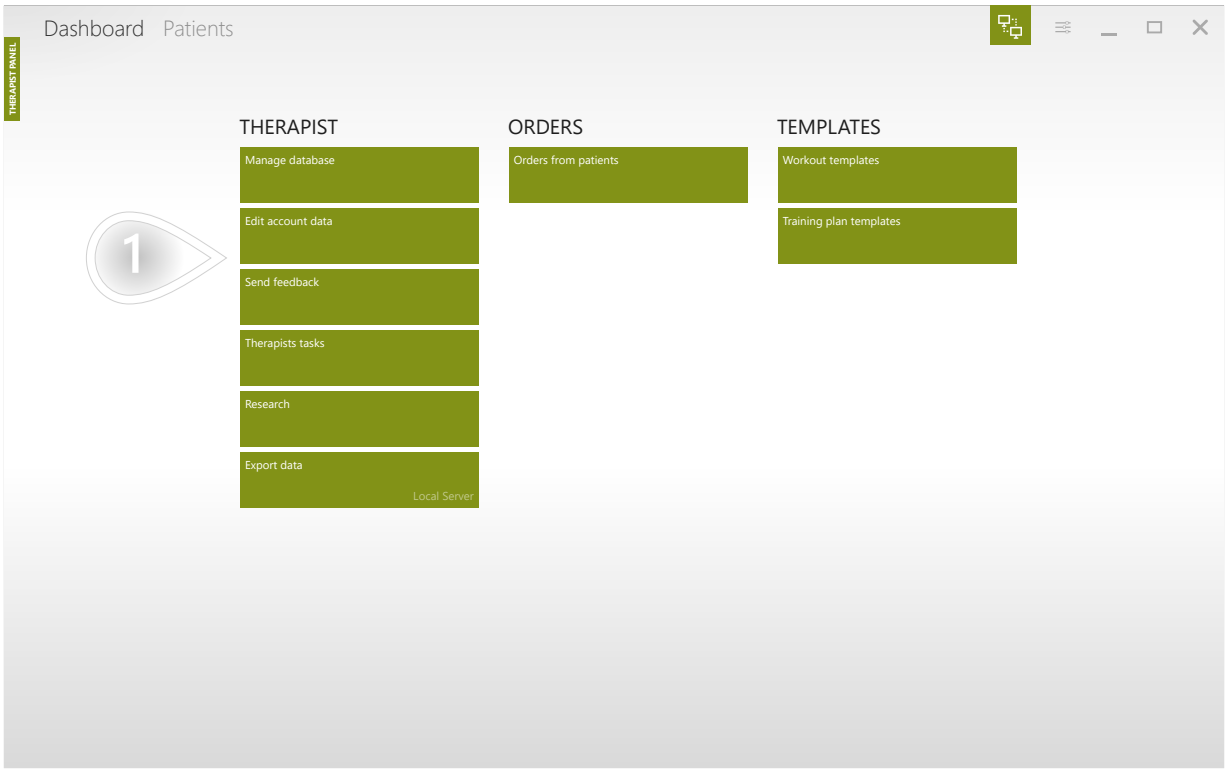 Dashboard Patients
THERAPIST PANEL
THERAPIST
Manage database
Edit account data
Send feedback
Therapists tasks
Research
Export data
Local Server
ORDERS
Orders from patients
TEMPLATES
Workout templates
Training plan templates
1